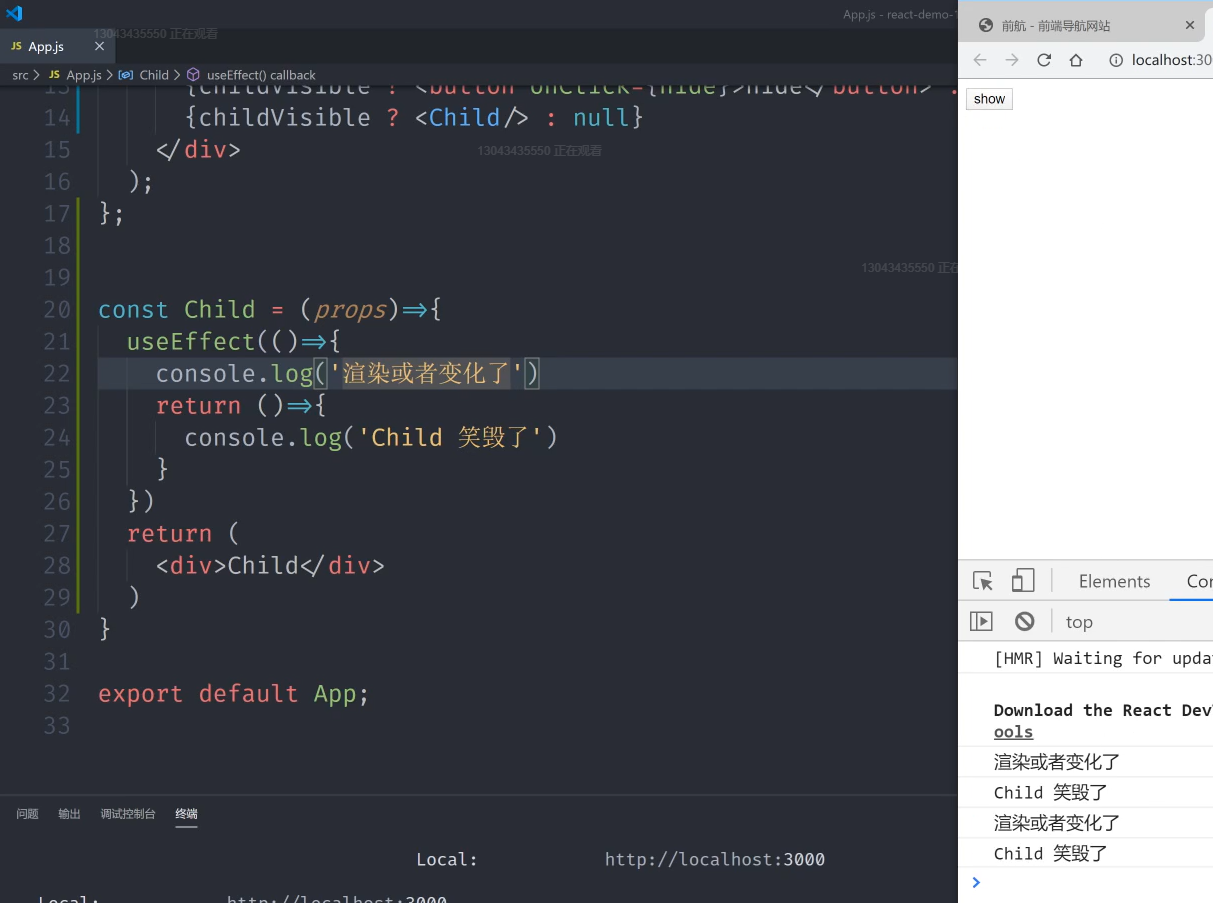 App.js - react-demo-1
JS App.js ×
13043435550 正在观看
src > JS App.js > Child > useEffect() callback
13 {childVisible ? <button onClick={hide}>hide</button> :
14 {childVisible ? <Child/> : null}
15 </div>
13043435550 正在观看
16 );
17 };
18
19
13043435550 正在
20 const Child = (props)=>{
21 useEffect(()=>{
22 console.log('渲染或者变化了')
23 return ()=>{
24 console.log('Child 笑毁了')
25 }
26 })
27 return (
28 <div>Child</div>
29 )
30 }
31
32 export default App;
33
问题 输出 调试控制台 终端
Local: http://localhost:3000
Local: http://localhost:3000
前航 - 前端导航网站 ×
localhost:30
show
Elements Con
top
[HMR] Waiting for upda
Download the React Dev
ools
渲染或者变化了
Child 笑毁了
渲染或者变化了
Child 笑毁了